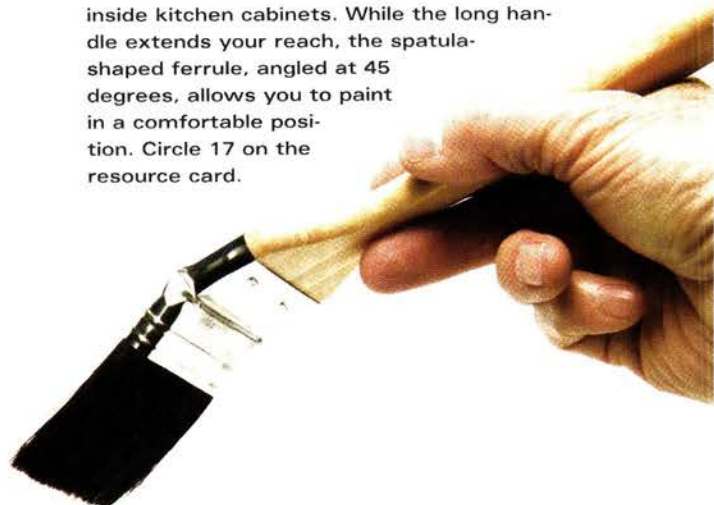 inside kitchen cabinets. While the long han-
dle extends your reach, the spatula-
shaped ferrule, angled at 45
degrees, allows you to paint
in a comfortable posi-
tion. Circle 17 on the
resource card.